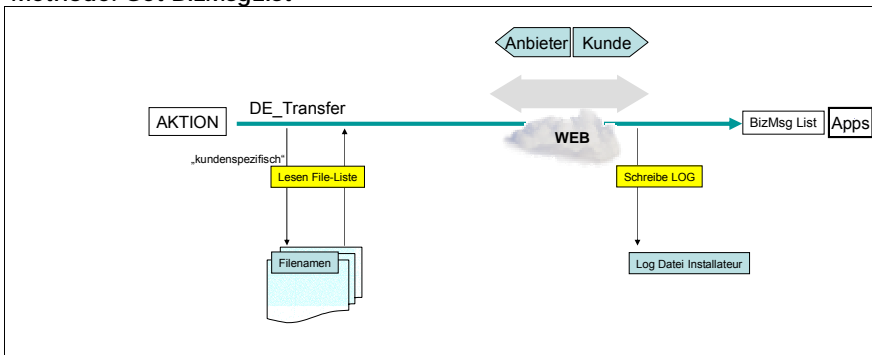 Methode: Get BizMsgList
Anbieter Kunde
DE_Transfer
AKTION
WEB
BizMsg List
Apps
„kundenspezifisch“
Lesen File-Liste
Schreibe LOG
Filenamen
Log Datei Installateur